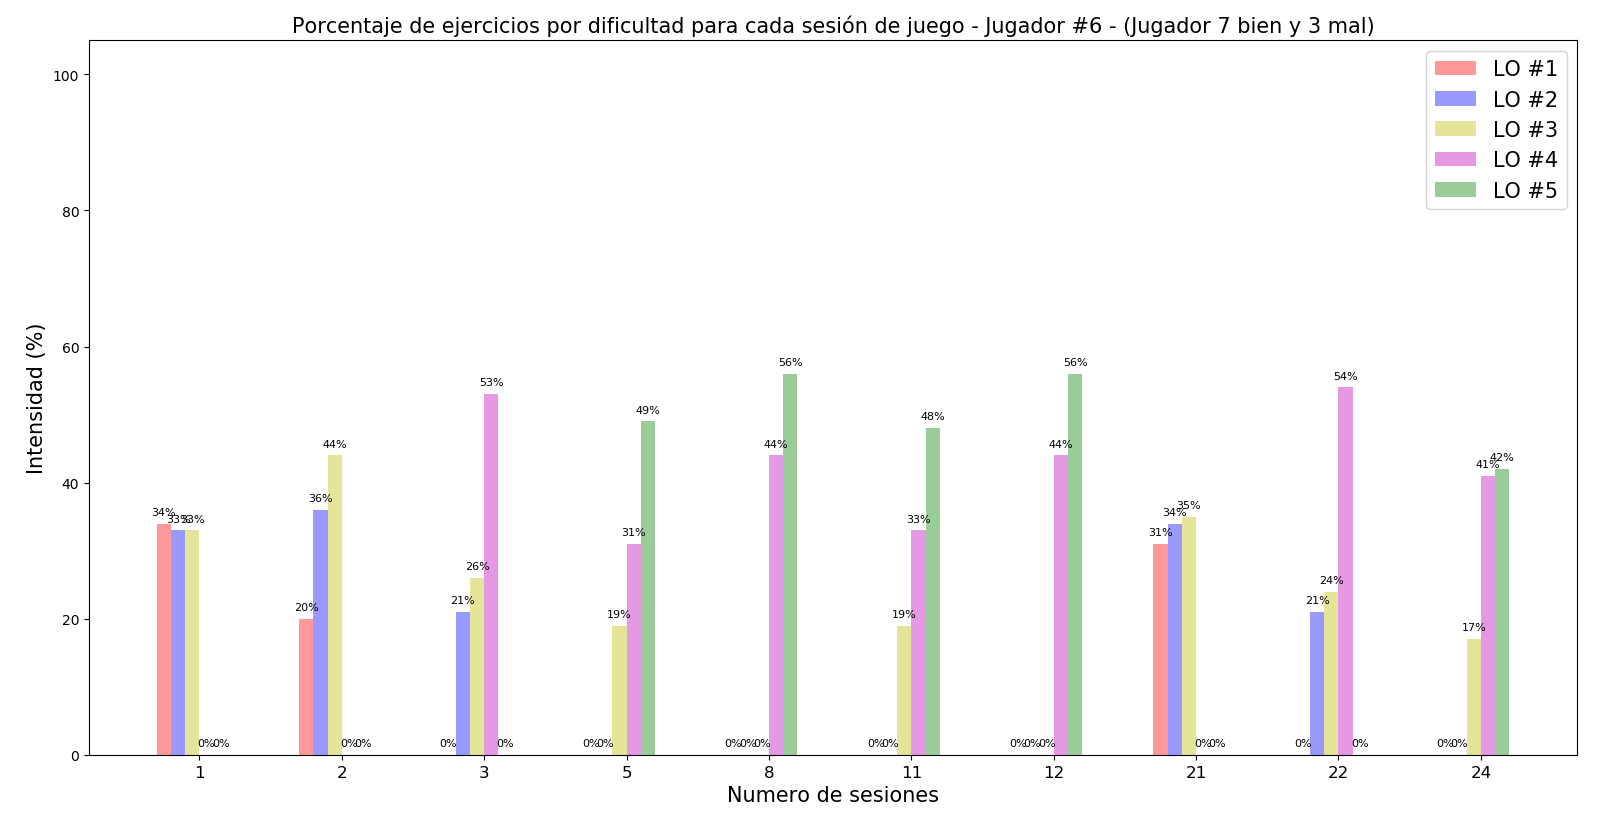 Porcentaje de ejercicios por dificultad para cada sesión de juego - Jugador #6 - (Jugador 7 bien y 3 mal)
LO #1
LO #2
LO #3
LO #4
LO #5
Intensidad (%)
100
80
60
40
20
0
34% 33% 33% 0% 0%
20% 36% 44% 0% 0%
0% 21% 26% 53% 0%
0% 0% 19% 31% 49%
0% 0% 0% 44% 56%
0% 0% 19% 33% 48%
0% 0% 0% 44% 56%
31% 34% 35% 0% 0%
0% 21% 24% 54% 0%
0% 0% 17% 41% 42%
1 2 3 5 8 11 12 21 22 24
Numero de sesiones